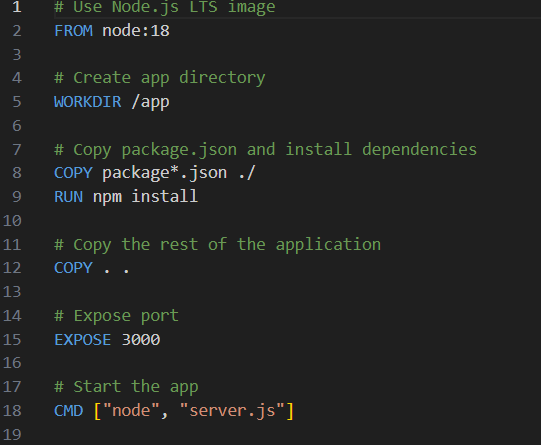 1 # Use Node.js LTS image
2 FROM node:18
3
4 # Create app directory
5 WORKDIR /app
6
7 # Copy package.json and install dependencies
8 COPY package*.json ./
9 RUN npm install
10
11 # Copy the rest of the application
12 COPY . .
13
14 # Expose port
15 EXPOSE 3000
16
17 # Start the app
18 CMD ["node", "server.js"]
19